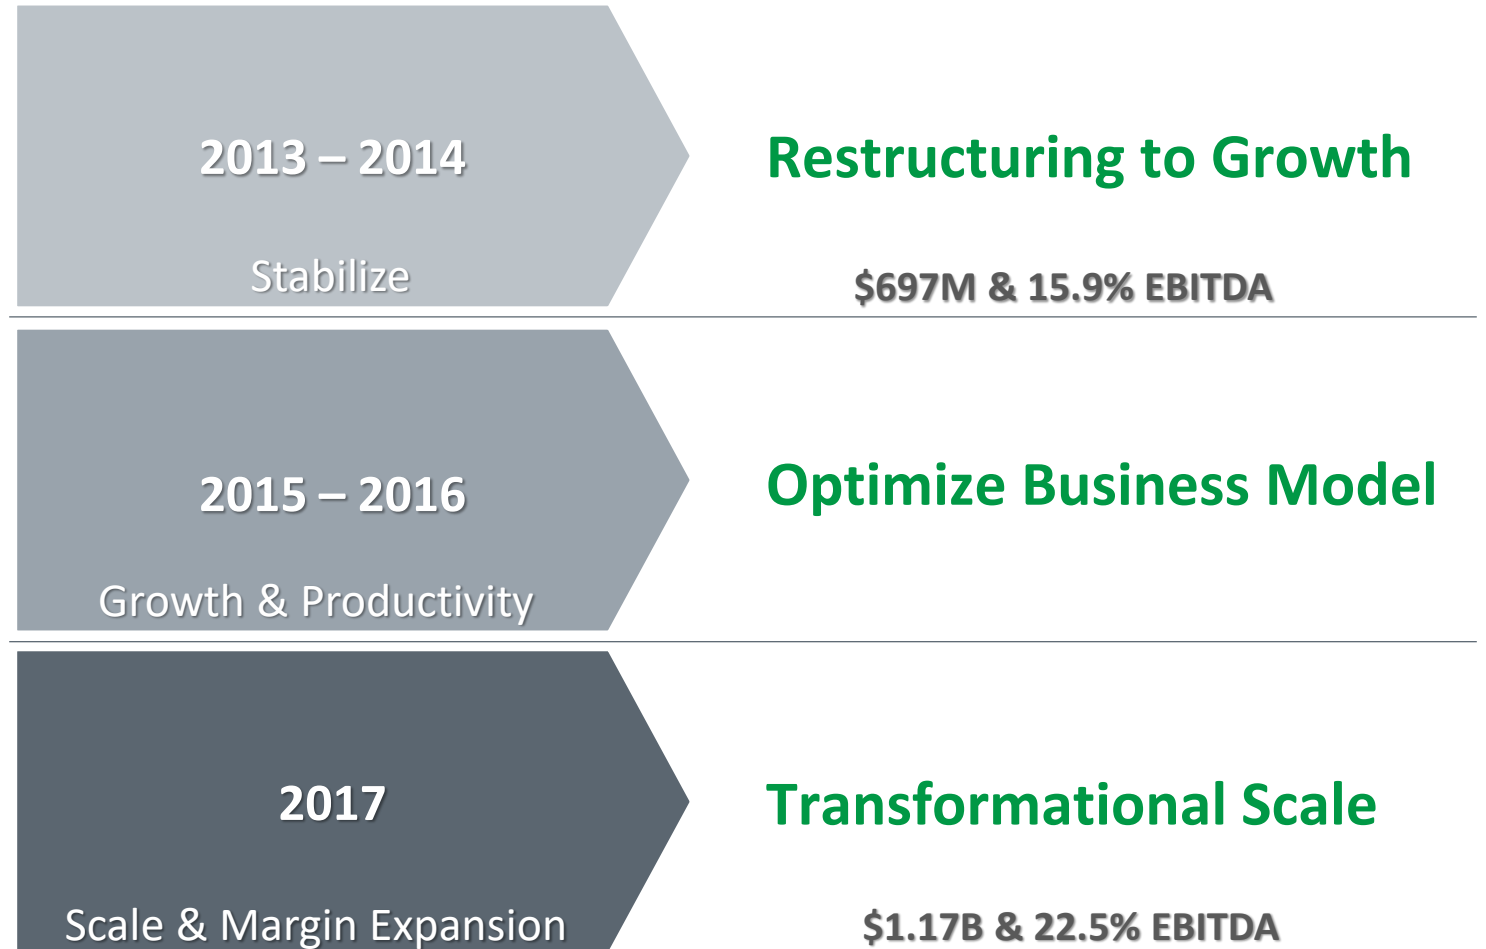 2013 – 2014
Restructuring to Growth
Stabilize
$697M & 15.9% EBITDA
2015 – 2016
Optimize Business Model
Growth & Productivity
2017
Transformational Scale
Scale & Margin Expansion
$1.17B & 22.5% EBITDA